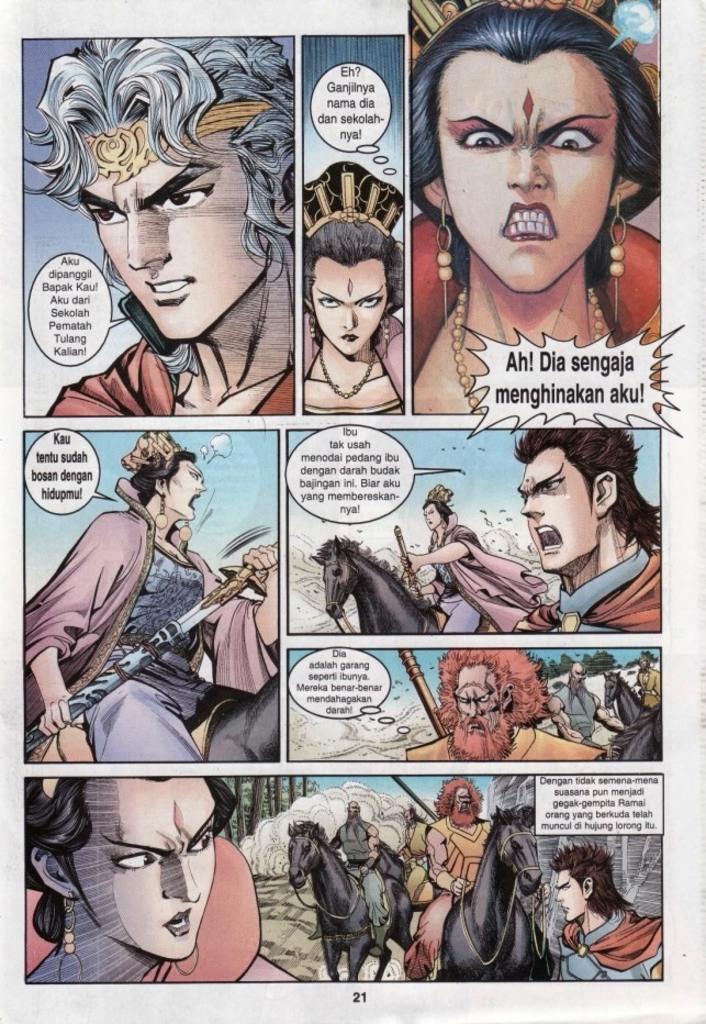 Aku
dipanggil
Bapak Kau!
Aku dari
Sekolah
Pematah
Tulang
Kalian!
Eh?
Ganjilnya
nama dia
dan sekolah-
nya!
Ah! Dia sengaja
menghinakan aku!
Kau
tentu sudah
bosan dengan
hidupmu!
Ibu
tak usah
menodai pedang ibu
dengan darah budak
bajingan ini. Biar aku
yang membereskan-
nya!
Dia
adalah garang
seperti ibunya.
Mereka benar-benar
mendahagakan
darah!
Dengan tidak semena-mena
suasana pun menjadi
gegak-gempita Ramai
orang yang berkuda telah
muncul di hujung lorong itu.
21